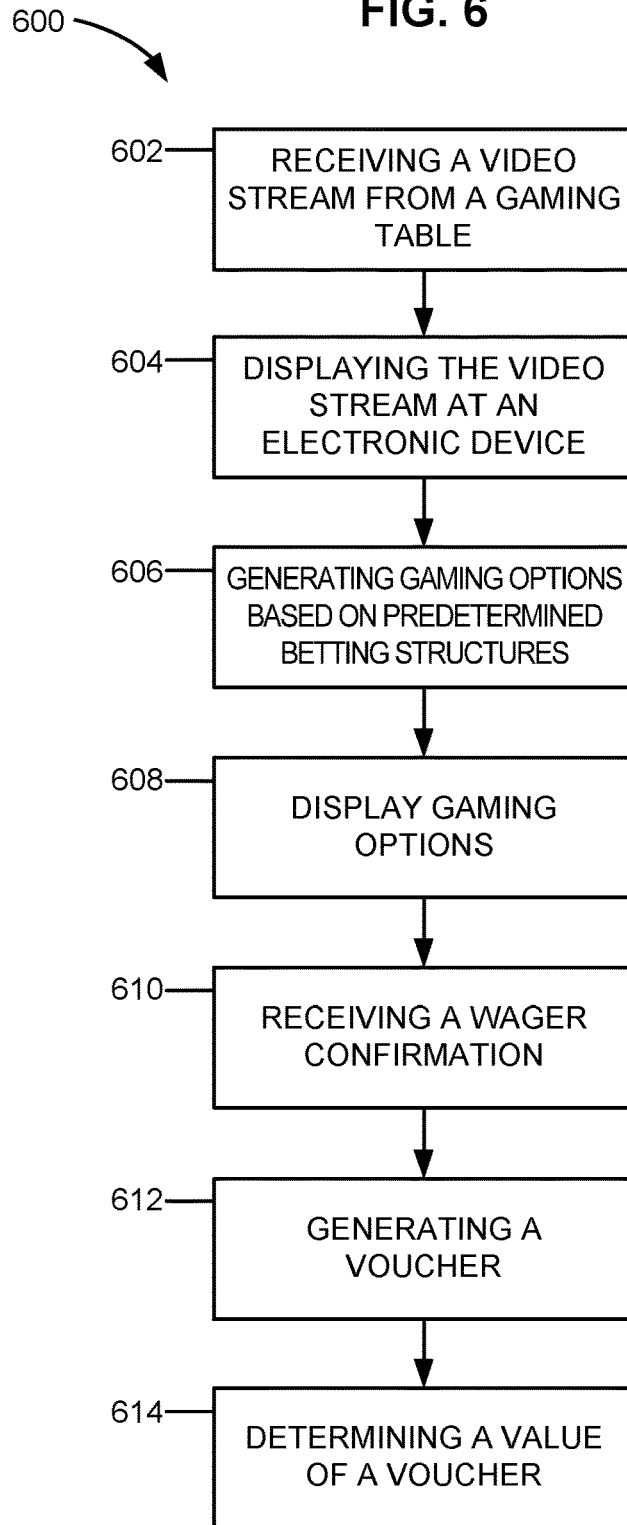 FIG. 6
600
602
RECEIVING A VIDEO
STREAM FROM A GAMING
TABLE
604
DISPLAYING THE VIDEO
STREAM AT AN
ELECTRONIC DEVICE
606
GENERATING GAMING OPTIONS
BASED ON PREDETERMINED
BETTING STRUCTURES
608
DISPLAY GAMING
OPTIONS
610
RECEIVING A WAGER
CONFIRMATION
612
GENERATING A
VOUCHER
614
DETERMINING A VALUE
OF A VOUCHER